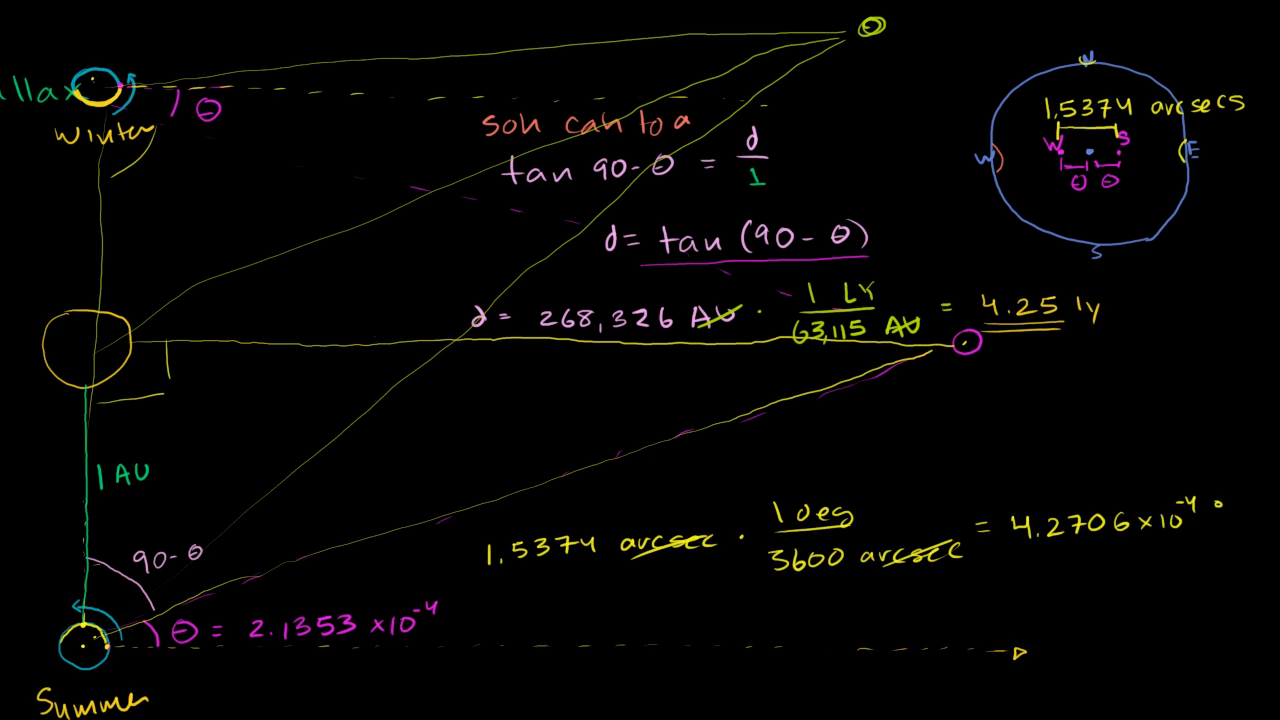 llax
Winter
θ
soh cah toa
tan 90-θ = d/1
d = tan (90-θ)
d = 268,326 AU · 1 LY/63,115 AU = 4.25 ly
1 AU
90-θ
θ = 2.1353 ×10⁻⁴
Summer
1.5374 arcsec · 1 deg/3600 arcsec = 4.2706 ×10⁻⁴ °
N
1.5374 arcsecs
W W S E
θ θ
S